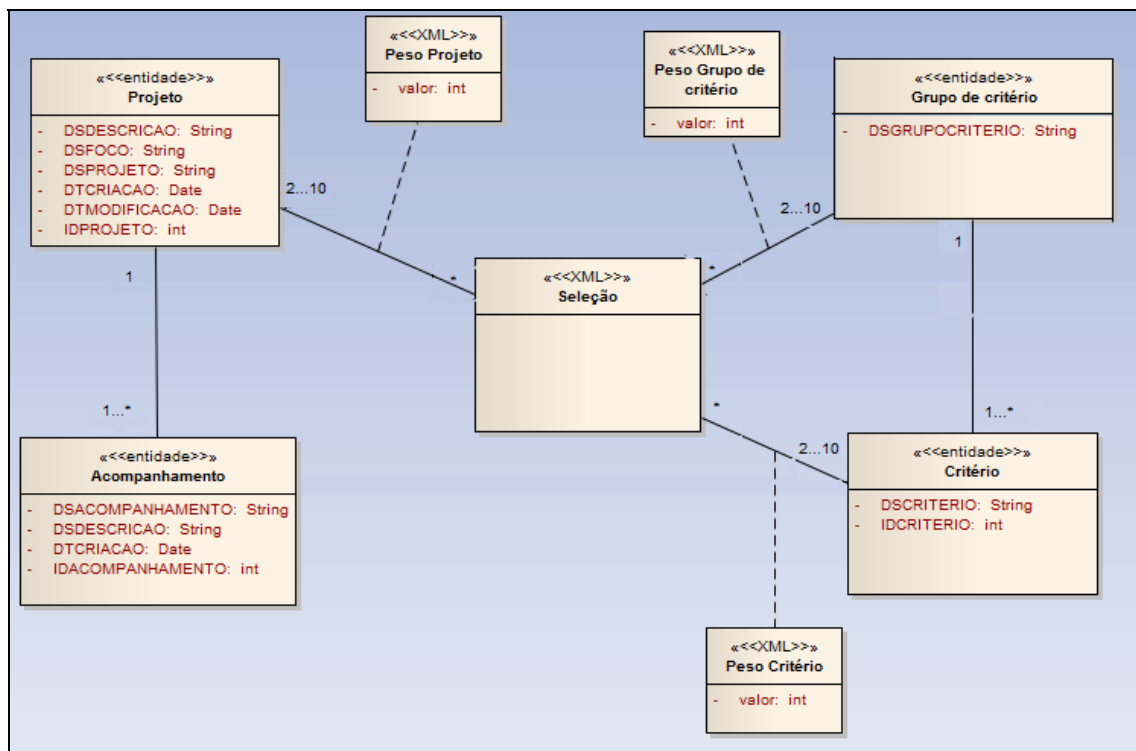 «<<XML>>»
Peso Projeto
- valor: int
«<<XML>>»
Peso Grupo de
critério
- valor: int
«<<entidade>>»
Projeto
- DSDESCRICAO: String
- DSFOCO: String
- DSPROJETO: String
- DTCRIACAO: Date
- DTMODIFICACAO: Date
- IDPROJETO: int
«<<entidade>>»
Grupo de critério
- DSGRUPOCRITERIO: String
2...10
*
2...10
*
1
1...*
«<<XML>>»
Seleção
1
1...*
*
2...10
«<<entidade>>»
Acompanhamento
- DSACOMPANHAMENTO: String
- DSDESCRICAO: String
- DTCRIACAO: Date
- IDACOMPANHAMENTO: int
«<<entidade>>»
Critério
- DSCRITERIO: String
- IDCRITERIO: int
«<<XML>>»
Peso Critério
- valor: int